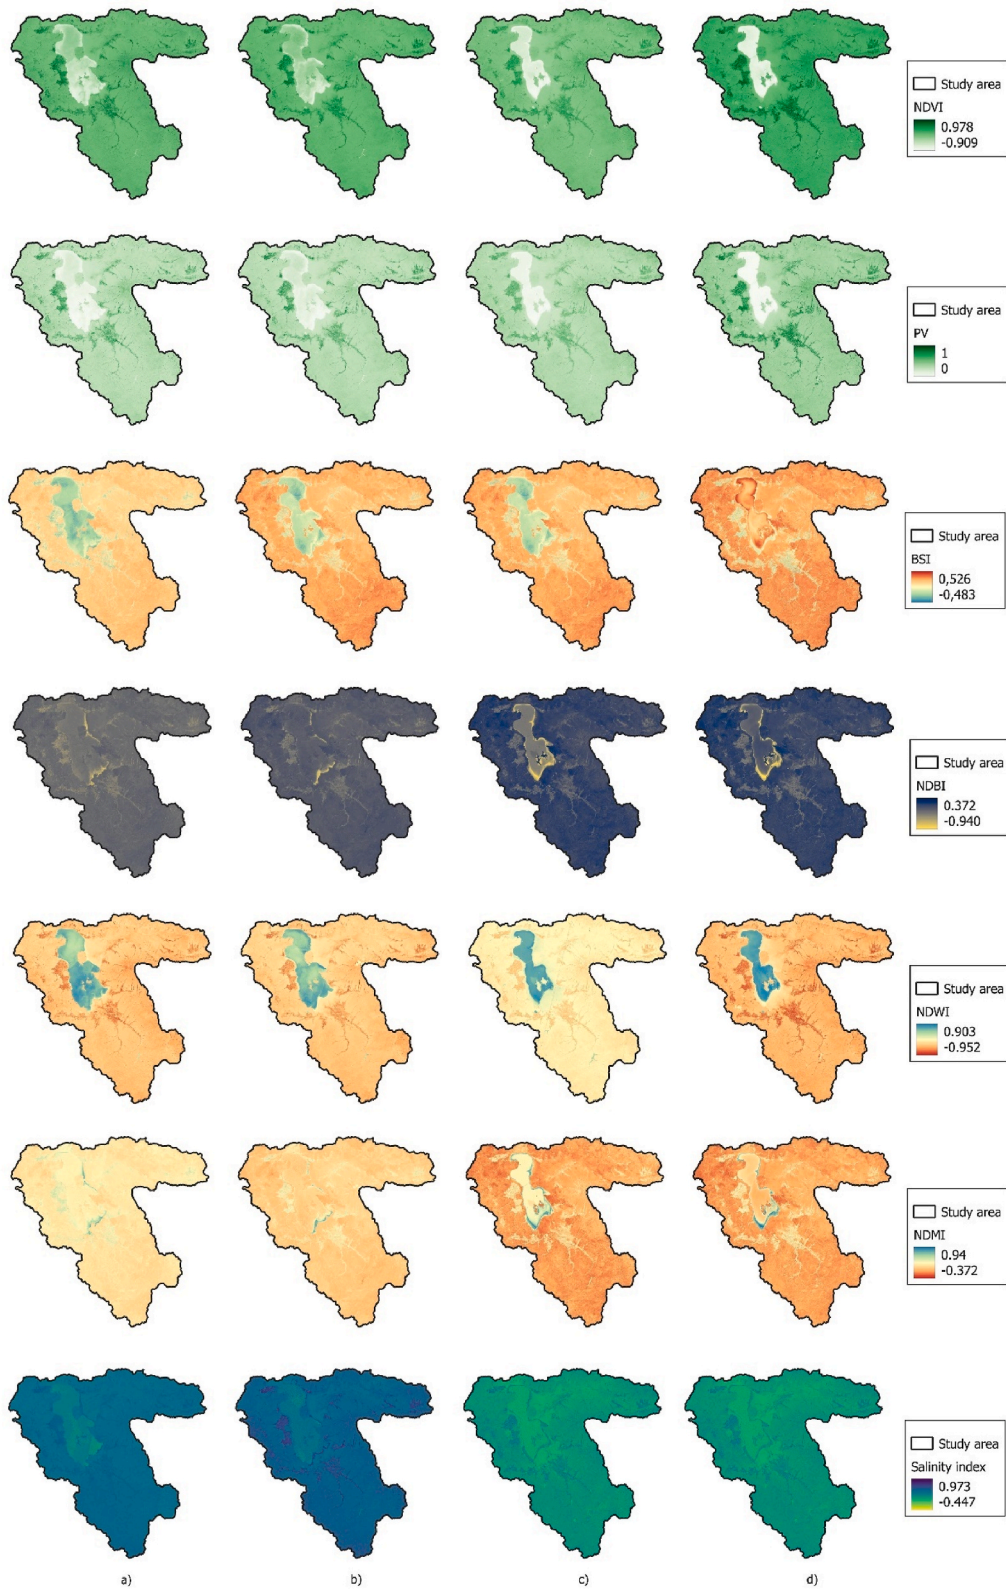 Study area
NDVI
0.978
-0.909
Study area
PV
1
0
Study area
BSI
0,526
-0,483
Study area
NDBI
0.372
-0.940
Study area
NDWI
0.903
-0.952
Study area
NDMI
0.94
-0.372
Study area
Salinity index
0.973
-0.447
a) b) c) d)